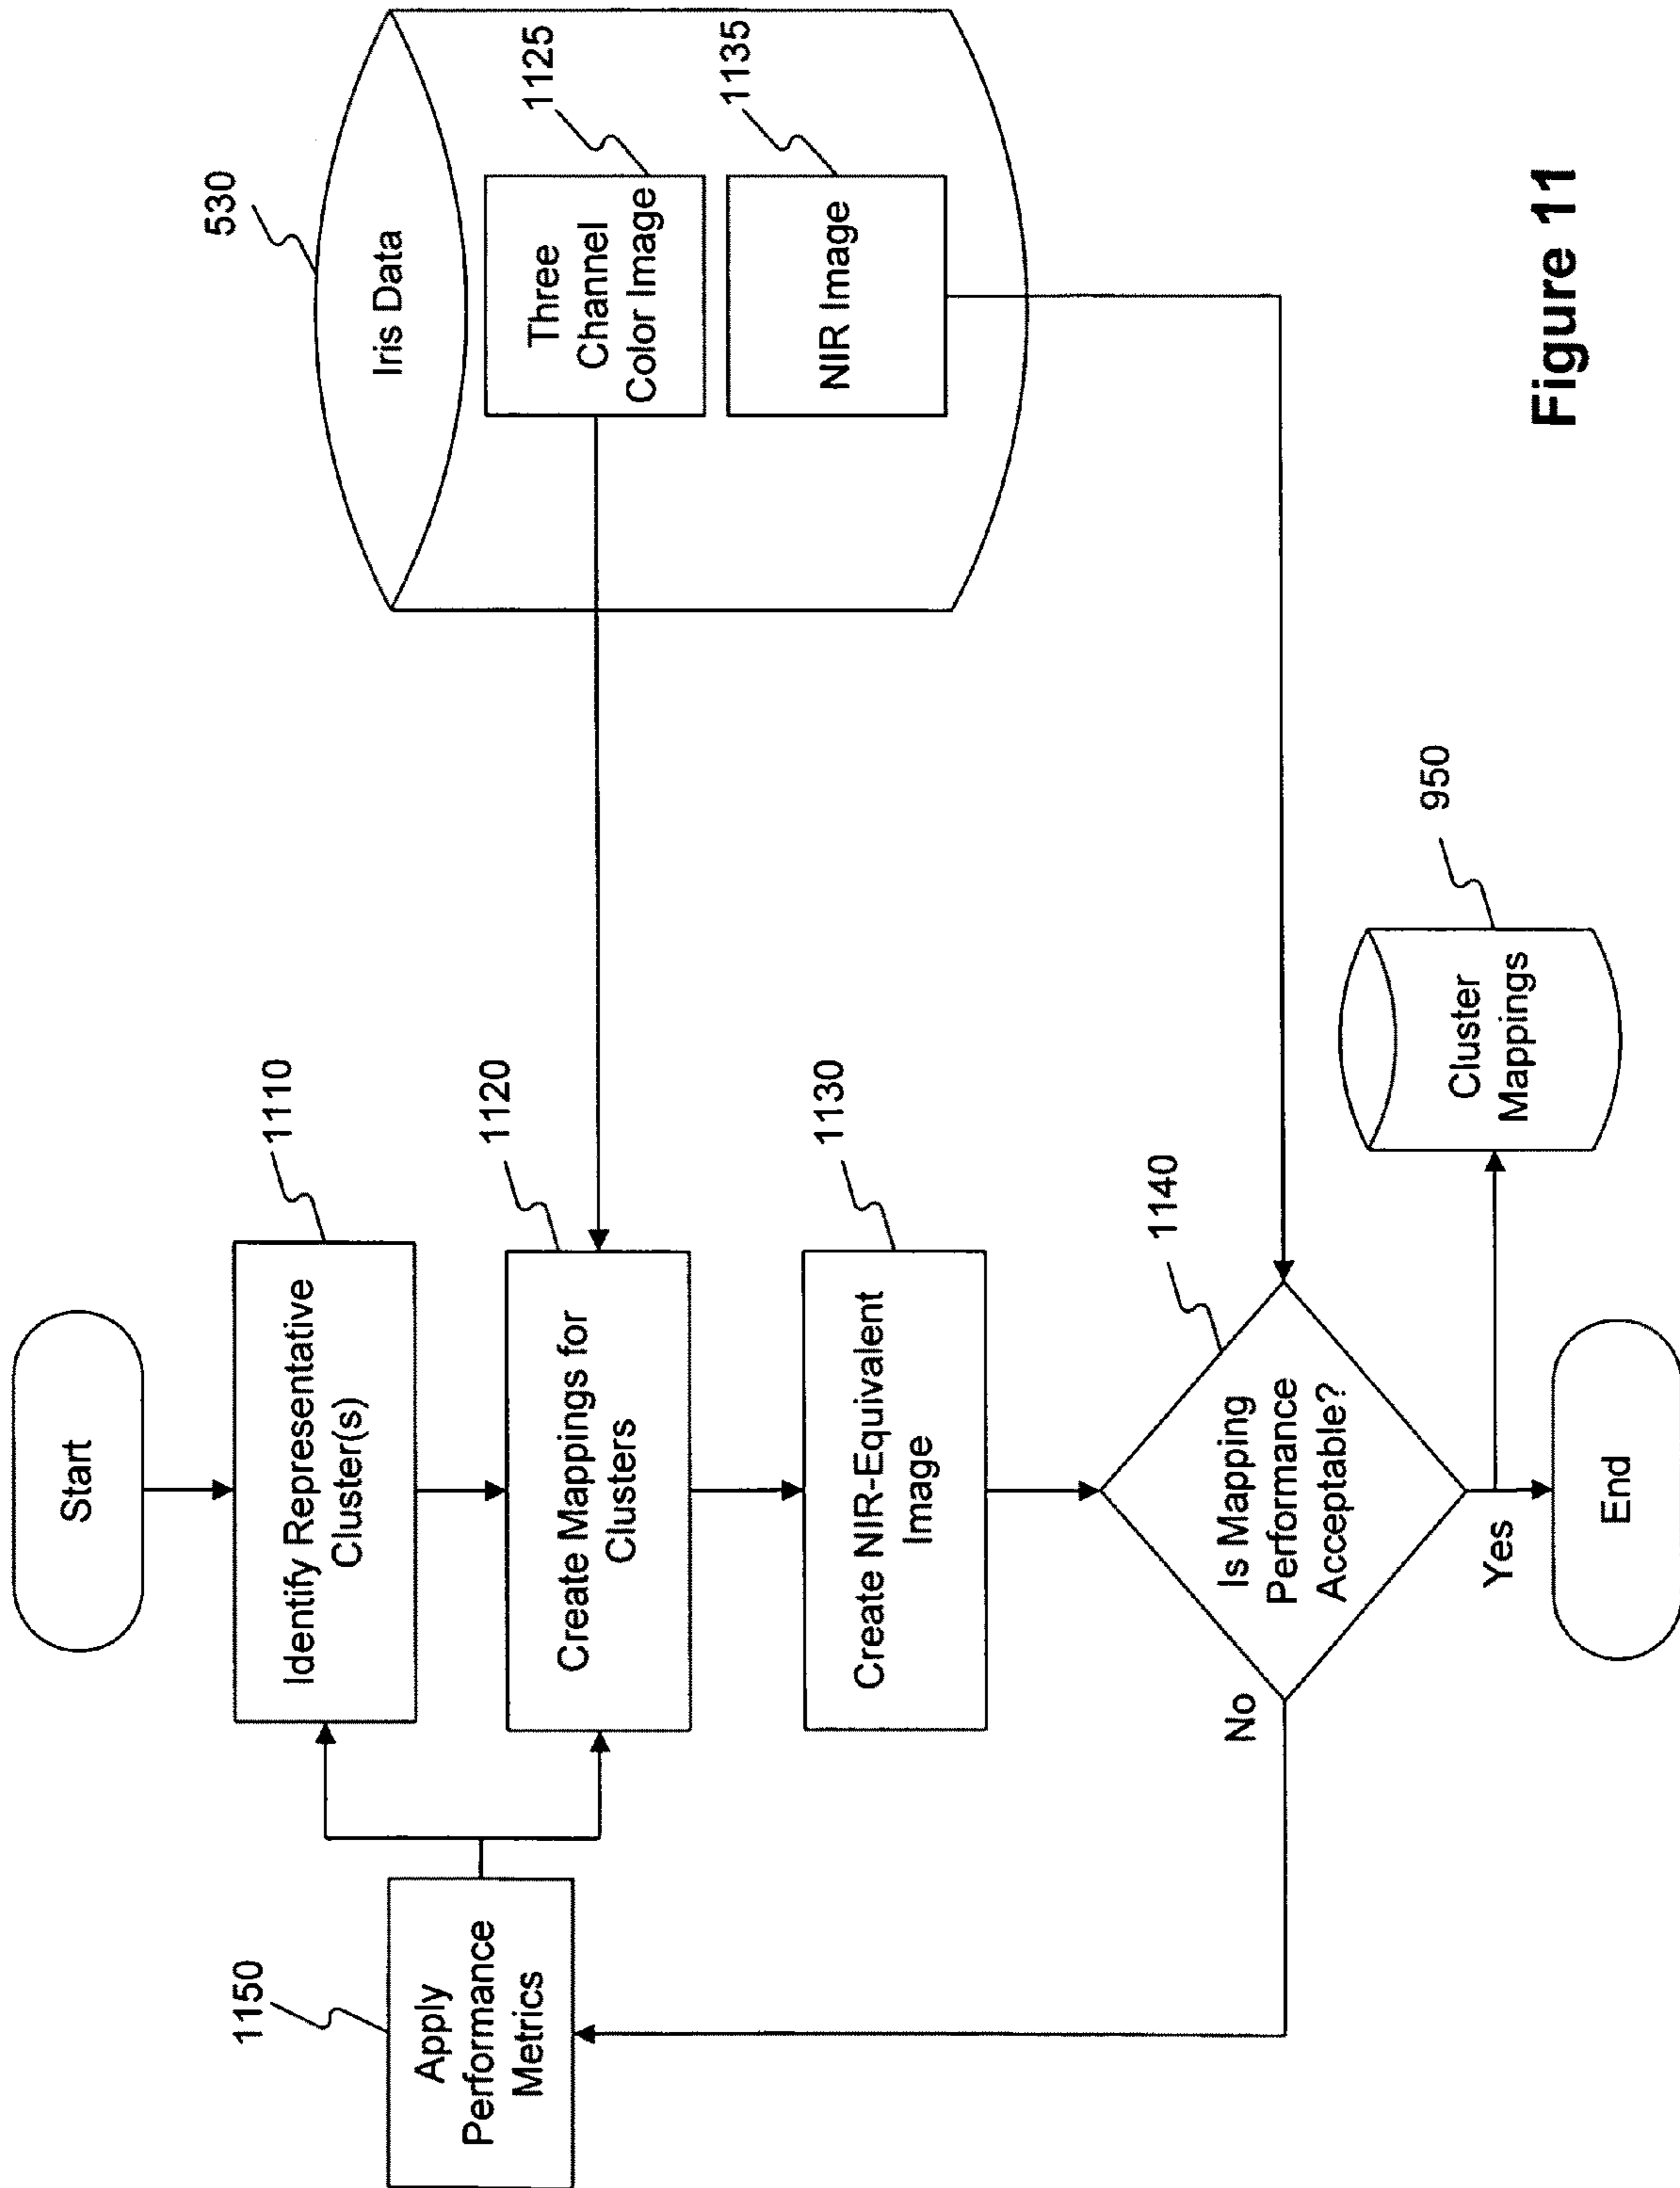 Start
1110
Identify Representative
Cluster(s)
1150
Apply
Performance
Metrics
1120
Create Mappings for
Clusters
1130
Create NIR-Equivalent
Image
1140
Is Mapping
Performance
Acceptable?
No
Yes
End
530
Iris Data
Three
Channel
Color Image
1125
NIR Image
1135
950
Cluster
Mappings
Figure 11